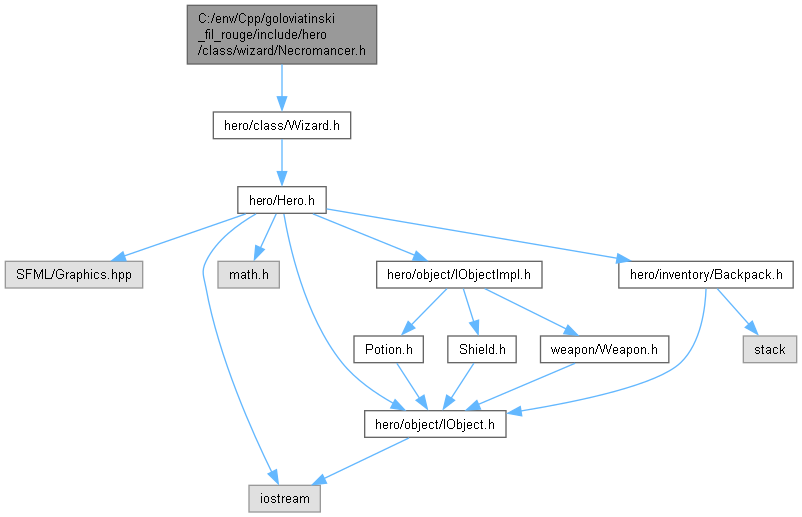 C:/env/Cpp/goloviatinski
_fil_rouge/include/hero
/class/wizard/Necromancer.h
hero/class/Wizard.h
hero/Hero.h
SFML/Graphics.hpp
math.h
hero/object/IObjectImpl.h
hero/inventory/Backpack.h
Potion.h
Shield.h
weapon/Weapon.h
stack
hero/object/IObject.h
iostream